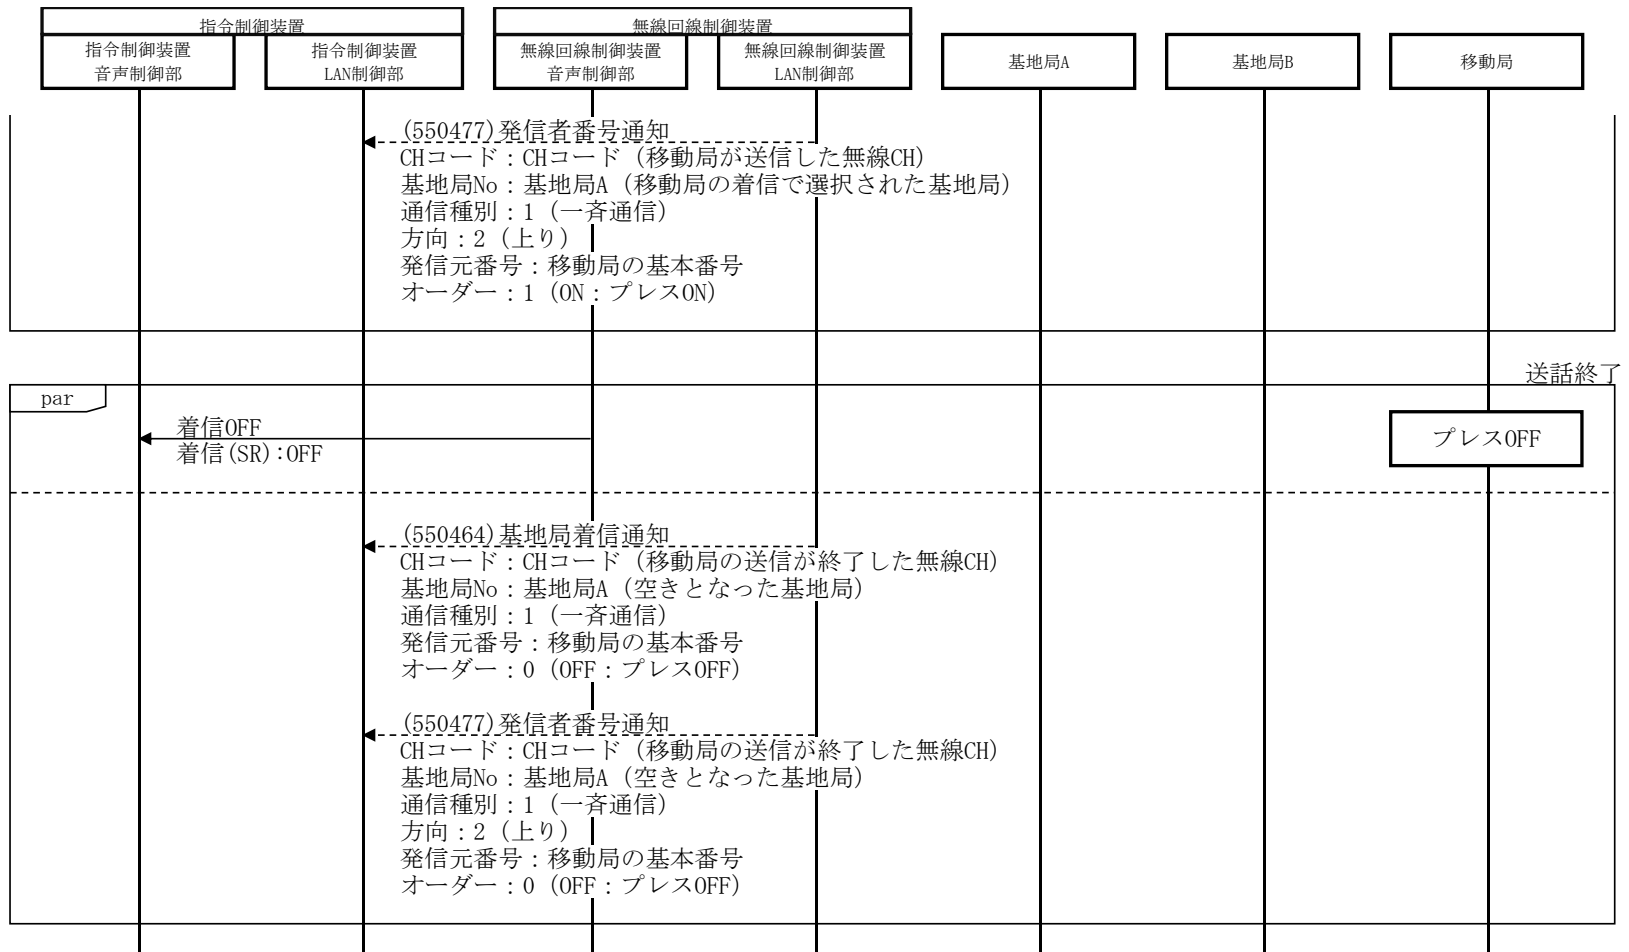 指令制御装置
無線回線制御装置
指令制御装置
音声制御部
指令制御装置
LAN制御部
無線回線制御装置
音声制御部
無線回線制御装置
LAN制御部
基地局A
基地局B
移動局
(550477)発信者番号通知
CHコード：CHコード（移動局が送信した無線CH）
基地局No：基地局A（移動局の着信で選択された基地局）
通信種別：1（一斉通信）
方向：2（上り）
発信元番号：移動局の基本番号
オーダー：1（ON：プレスON）
送話終了
par
着信OFF
着信(SR):OFF
プレスOFF
(550464)基地局着信通知
CHコード：CHコード（移動局の送信が終了した無線CH）
基地局No：基地局A（空きとなった基地局）
通信種別：1（一斉通信）
発信元番号：移動局の基本番号
オーダー：0（OFF：プレスOFF）
(550477)発信者番号通知
CHコード：CHコード（移動局の送信が終了した無線CH）
基地局No：基地局A（空きとなった基地局）
通信種別：1（一斉通信）
方向：2（上り）
発信元番号：移動局の基本番号
オーダー：0（OFF：プレスOFF）